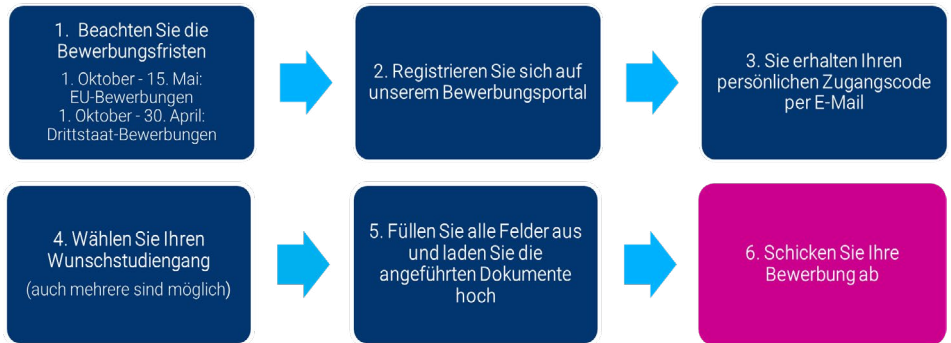 1. Beachten Sie die
Bewerbungsfristen
1. Oktober - 15. Mai:
EU-Bewerbungen
1. Oktober - 30. April:
Drittstaat-Bewerbungen
2. Registrieren Sie sich auf
unserem Bewerbungsportal
3. Sie erhalten Ihren
persönlichen Zugangscode
per E-Mail
4. Wählen Sie Ihren
Wunschstudiengang
(auch mehrere sind möglich)
5. Füllen Sie alle Felder aus
und laden Sie die
angeführten Dokumente
hoch
6. Schicken Sie Ihre
Bewerbung ab